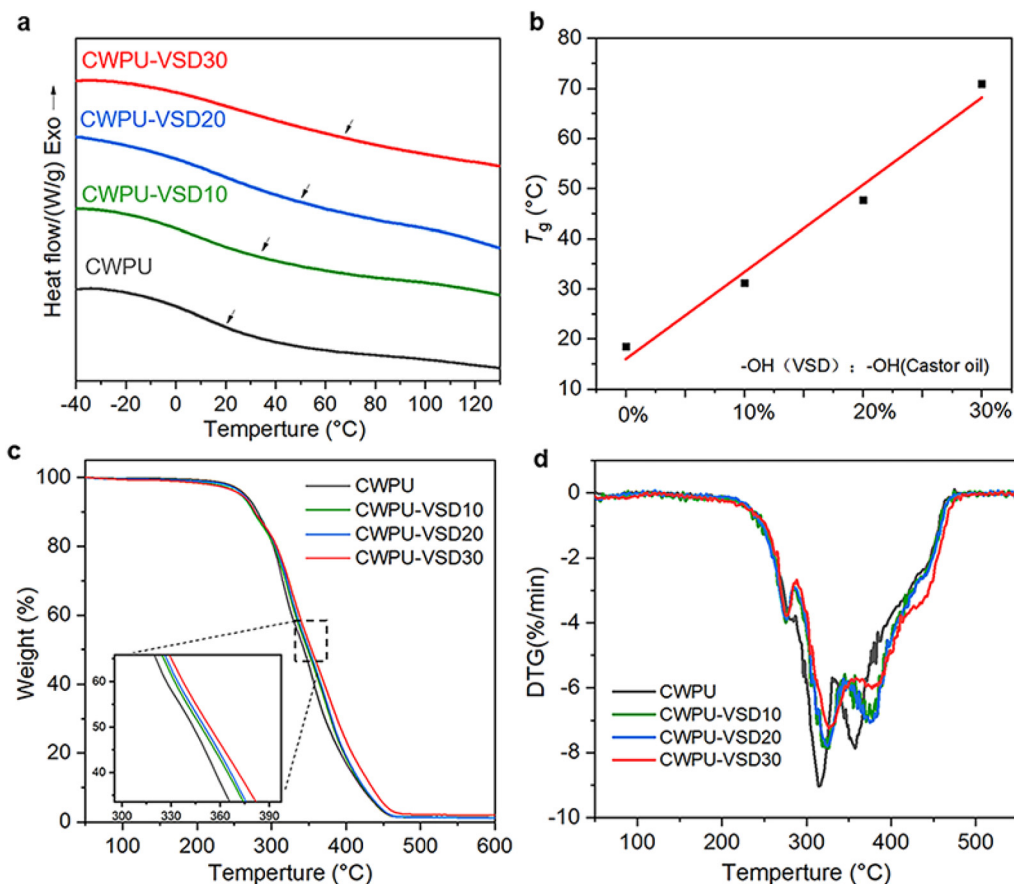 a
CWPU-VSD30
CWPU-VSD20
CWPU-VSD10
CWPU
Heat flow/(W/g) Exo →
-40 -20 0 20 40 60 80 100 120
Temperture (°C)
b
80
70
60
50
40
30
20
10
Tg (°C)
-OH（VSD）：-OH(Castor oil)
0% 10% 20% 30%
c
100
80
60
40
20
0
Weight (%)
CWPU
CWPU-VSD10
CWPU-VSD20
CWPU-VSD30
60
50
40
300 330 360 390
100 200 300 400 500 600
Temperture (°C)
d
0
-2
-4
-6
-8
-10
DTG(%/min)
CWPU
CWPU-VSD10
CWPU-VSD20
CWPU-VSD30
100 200 300 400 500
Temperture (°C)